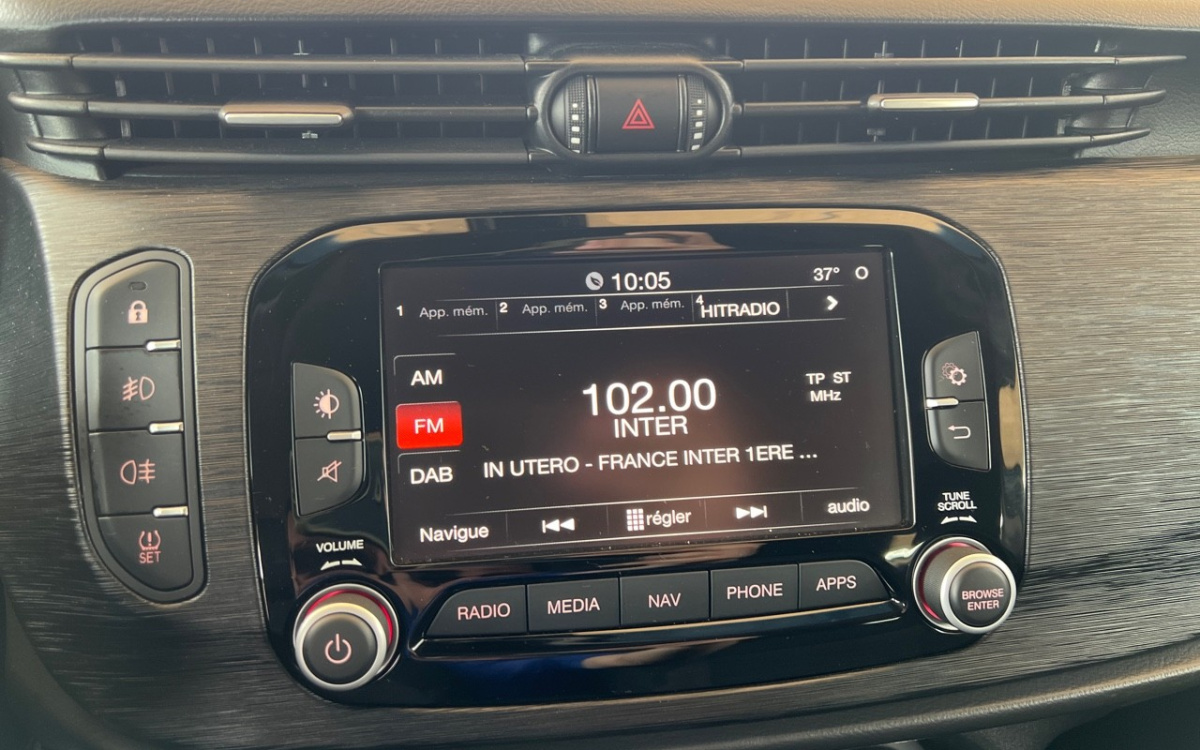 10:05
37° O
1 App. mém. 2 App. mém. 3 App. mém. 4 HITRADIO
AM
FM
DAB
102.00
INTER
TP ST
MHz
IN UTERO - FRANCE INTER 1ERE ...
Navigue régler audio
SET
VOLUME
TUNE
SCROLL
RADIO MEDIA NAV PHONE APPS
BROWSE
ENTER